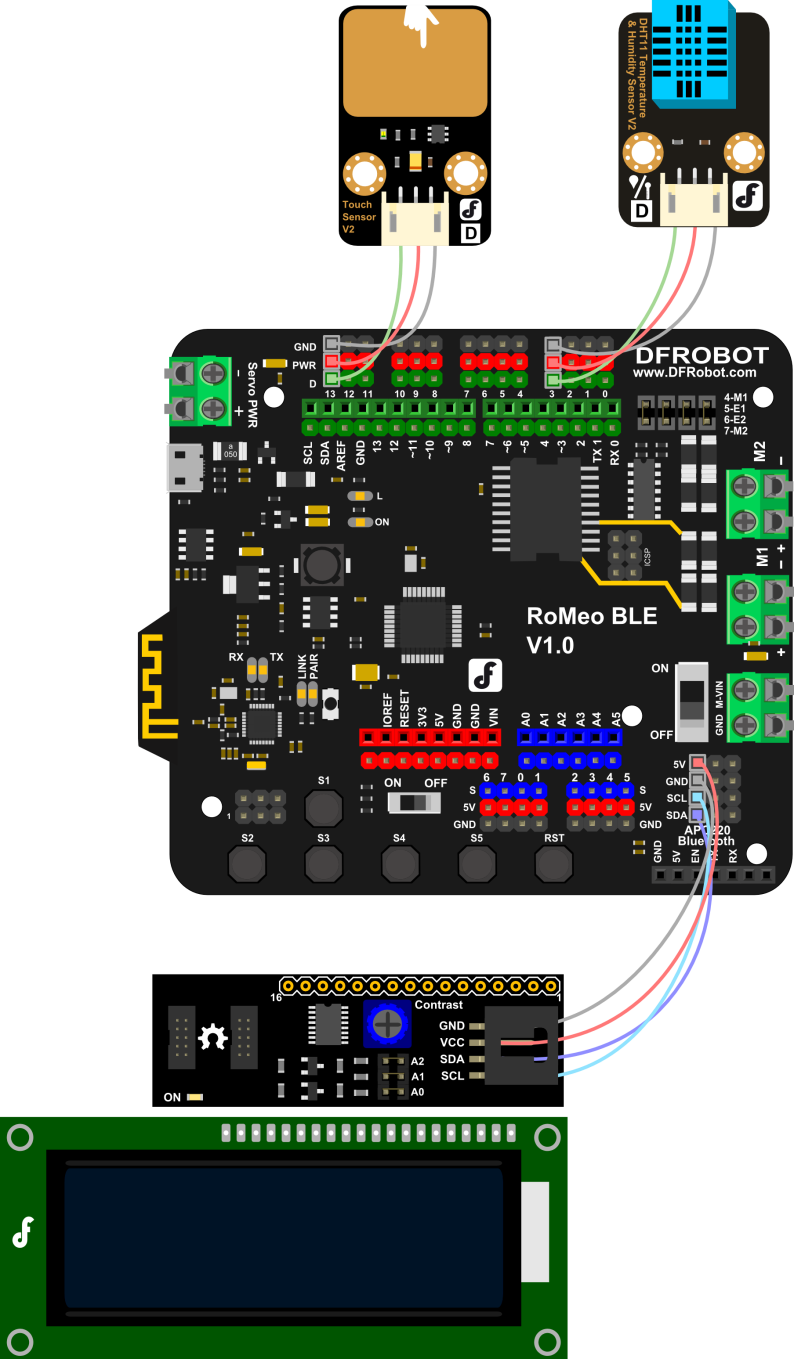 DHT11 Temperature
& Humidity Sensor V2
D
Touch
Sensor
V2
D
GND
PWR
D
13 12 11 10 9 8 7 6 5 4 3 2 1 0
DFROBOT
www.DFRobot.com
Servo PWR
-
+
4-M1
5-E1
6-E2
7-M2
SCL SDA AREF GND 13 12 ~11 ~10 ~9 8 7 ~6 ~5 4 ~3 2 TX 1 RX 0
a
050
L
ON
M2
-
+
M1
-
+
ICSP
RoMeo BLE
V1.0
RX TX
LINK
PAIR
ON
OFF
M-VIN
GND
IOREF RESET 3V3 5V GND GND VIN
A0 A1 A2 A3 A4 A5
5V
GND
SCL
SDA
S1
ON OFF
6 7 0 1 2 3 4 5
S S
5V 5V
GND GND
1
Bluetooth
S2 S3 S4 S5 RST
GND 5V EN RX
16 1
Contrast
GND
VCC
SDA
SCL
A2
A1
A0
ON